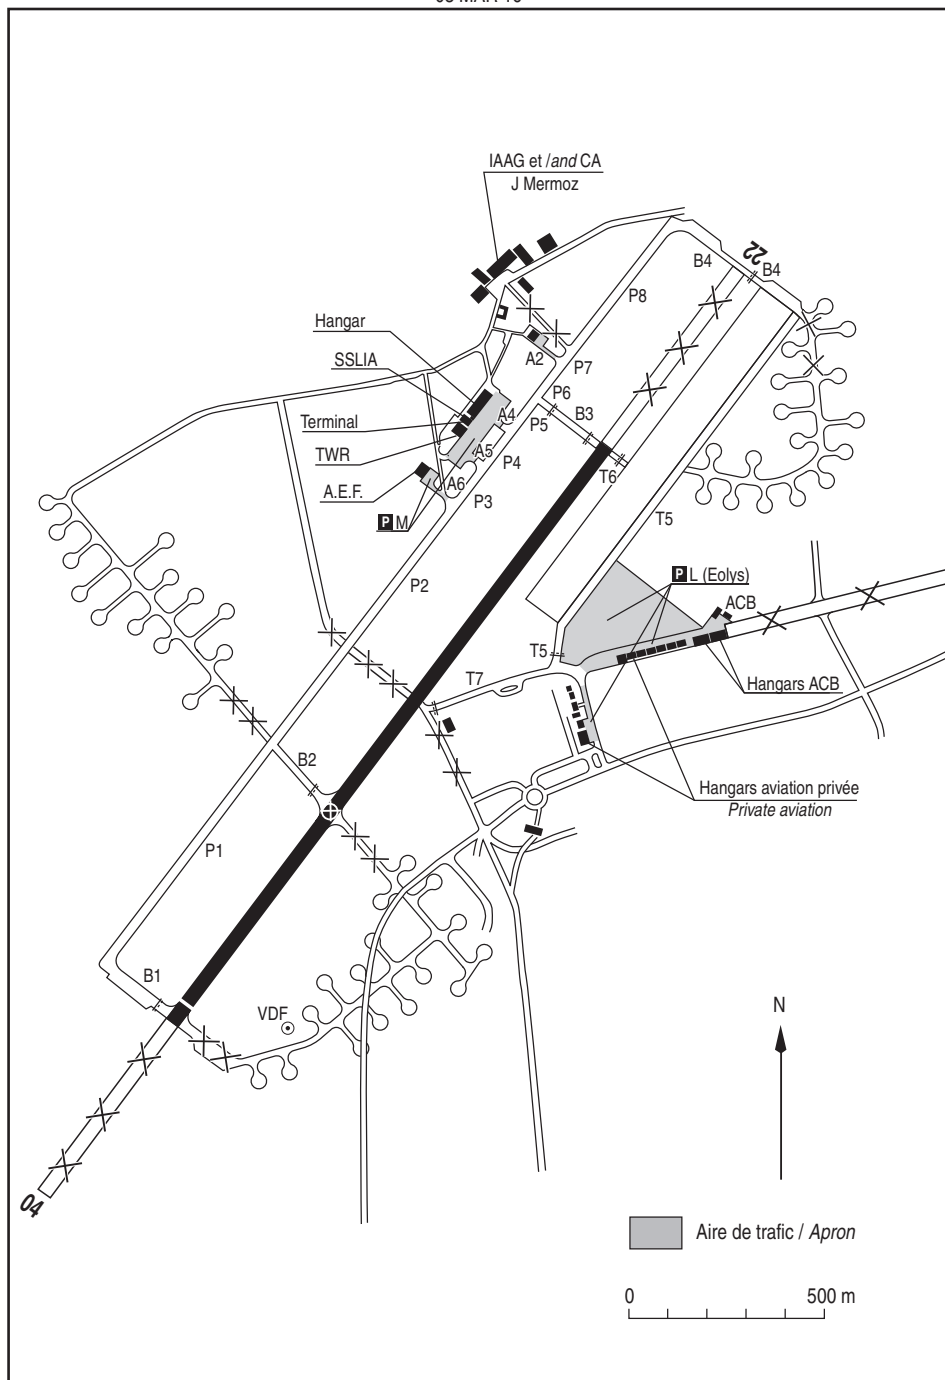 IAAG et /and CA
J Mermoz
22
B4
B4
P8
Hangar
SSLIA
A2
P7
P6
Terminal
A4
P5
B3
TWR
A5
P4
A.E.F.
A6
T6
P3
P M
T5
P2
P L (Eolys)
ACB
T5
T7
Hangars ACB
B2
Hangars aviation privée
Private aviation
P1
B1
VDF
N
04
Aire de trafic / Apron
0 500 m